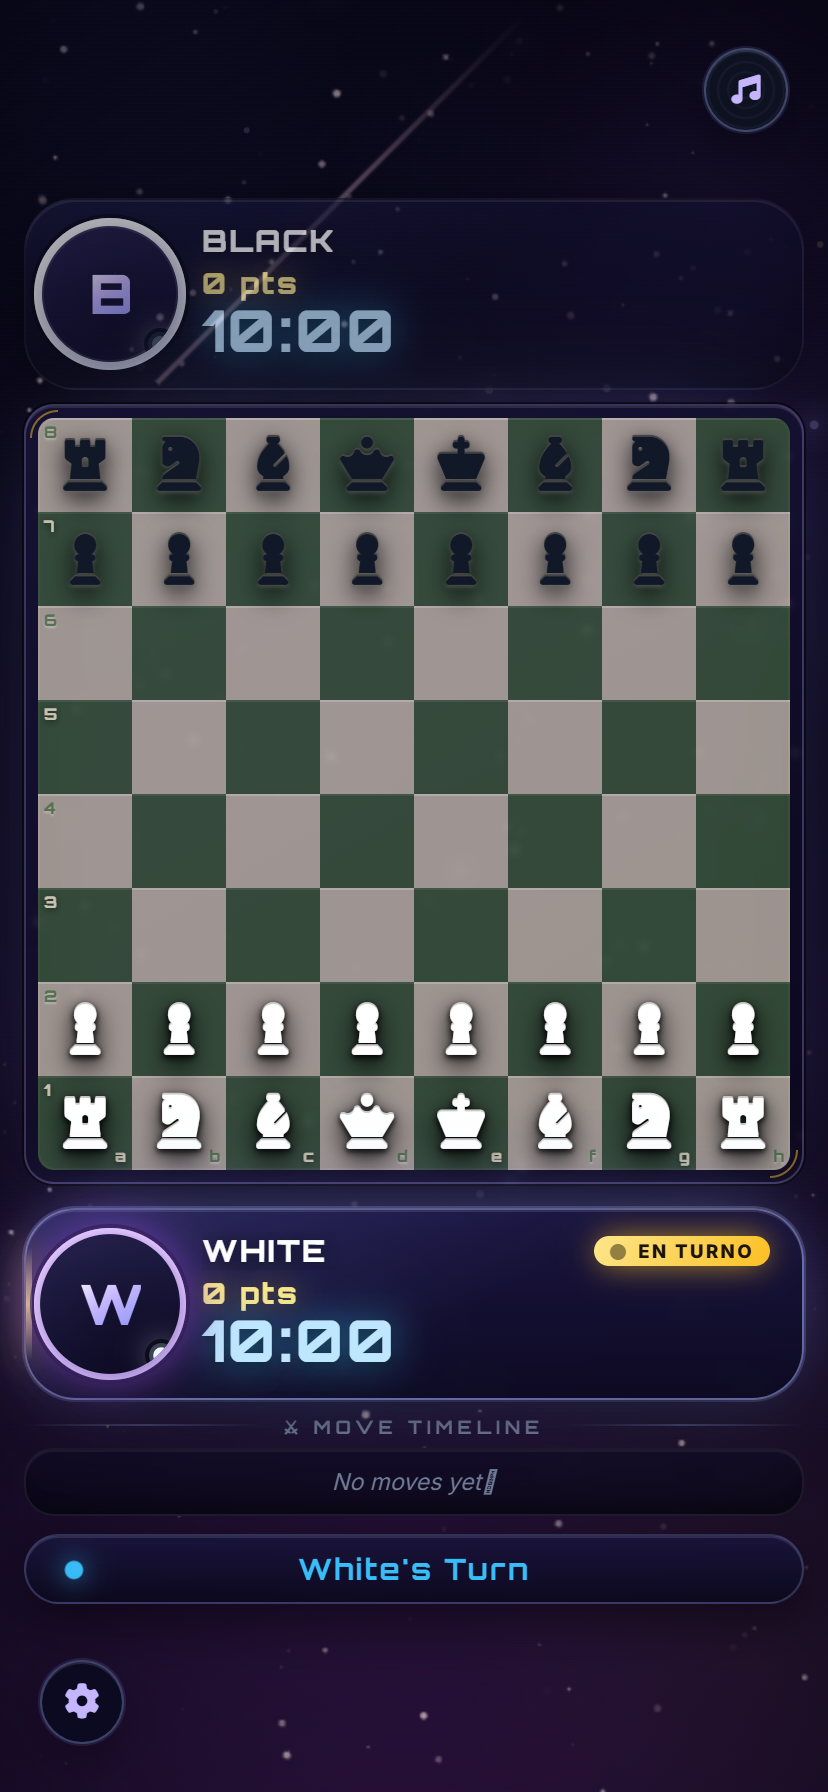 B
BLACK
0 pts
10:00
8
7
6
5
4
3
2
1
a b c d e f g h
W
WHITE
EN TURNO
0 pts
10:00
⚔ MOVE TIMELINE
No moves yet
White's Turn